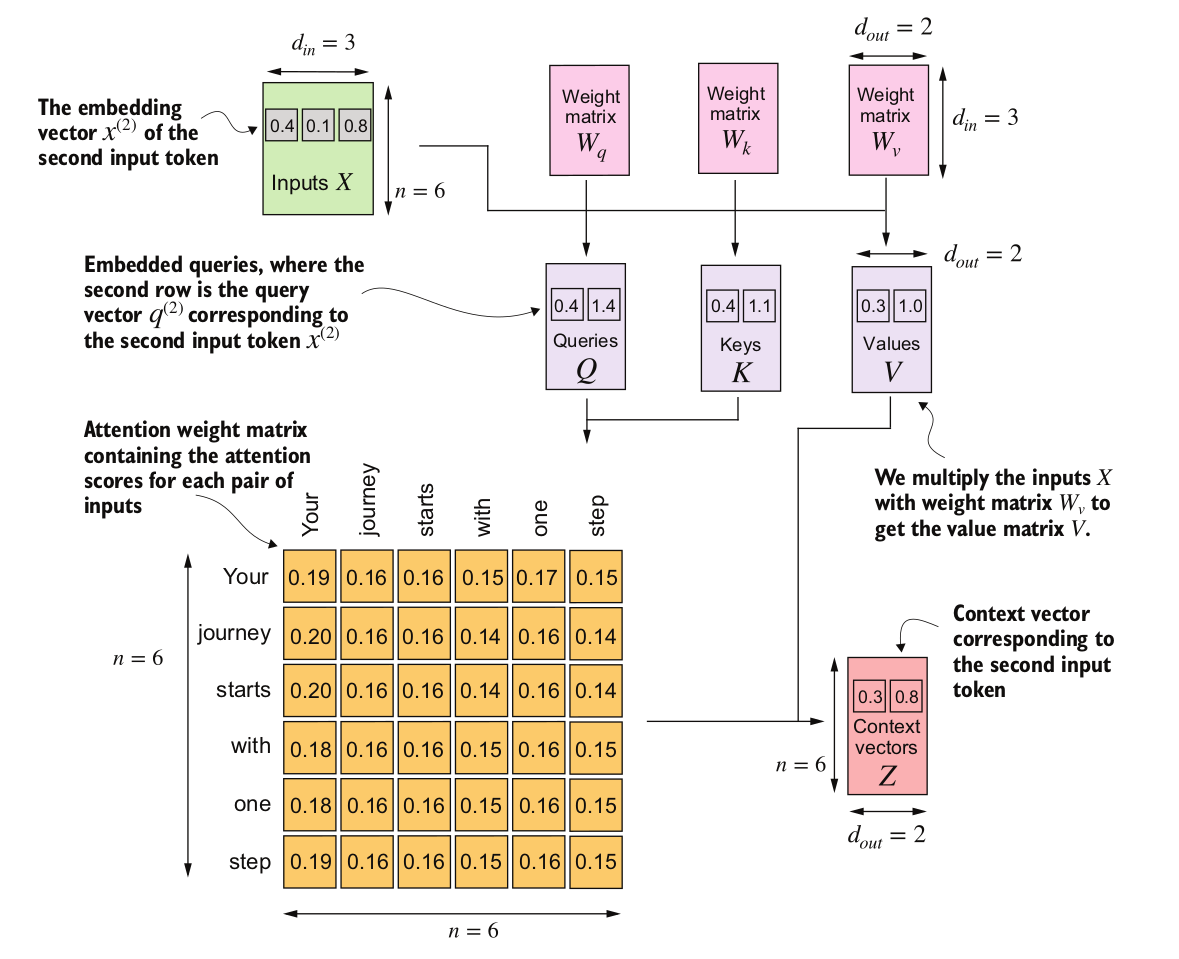 d_in = 3
d_out = 2
The embedding
vector x^(2) of the
second input token
0.4 0.1 0.8
Inputs X
n = 6
Weight
matrix
W_q
Weight
matrix
W_k
Weight
matrix
W_v
d_in = 3
Embedded queries, where the
second row is the query
vector q^(2) corresponding to
the second input token x^(2)
0.4 1.4
Queries
Q
0.4 1.1
Keys
K
d_out = 2
0.3 1.0
Values
V
We multiply the inputs X
with weight matrix W_v to
get the value matrix V.
Attention weight matrix
containing the attention
scores for each pair of
inputs
Your journey starts with one step
Your 0.19 0.16 0.16 0.15 0.17 0.15
journey 0.20 0.16 0.16 0.14 0.16 0.14
starts 0.20 0.16 0.16 0.14 0.16 0.14
with 0.18 0.16 0.16 0.15 0.16 0.15
one 0.18 0.16 0.16 0.15 0.16 0.15
step 0.19 0.16 0.16 0.15 0.16 0.15
n = 6
n = 6
Context vector
corresponding to
the second input
token
0.3 0.8
Context
vectors
Z
n = 6
d_out = 2